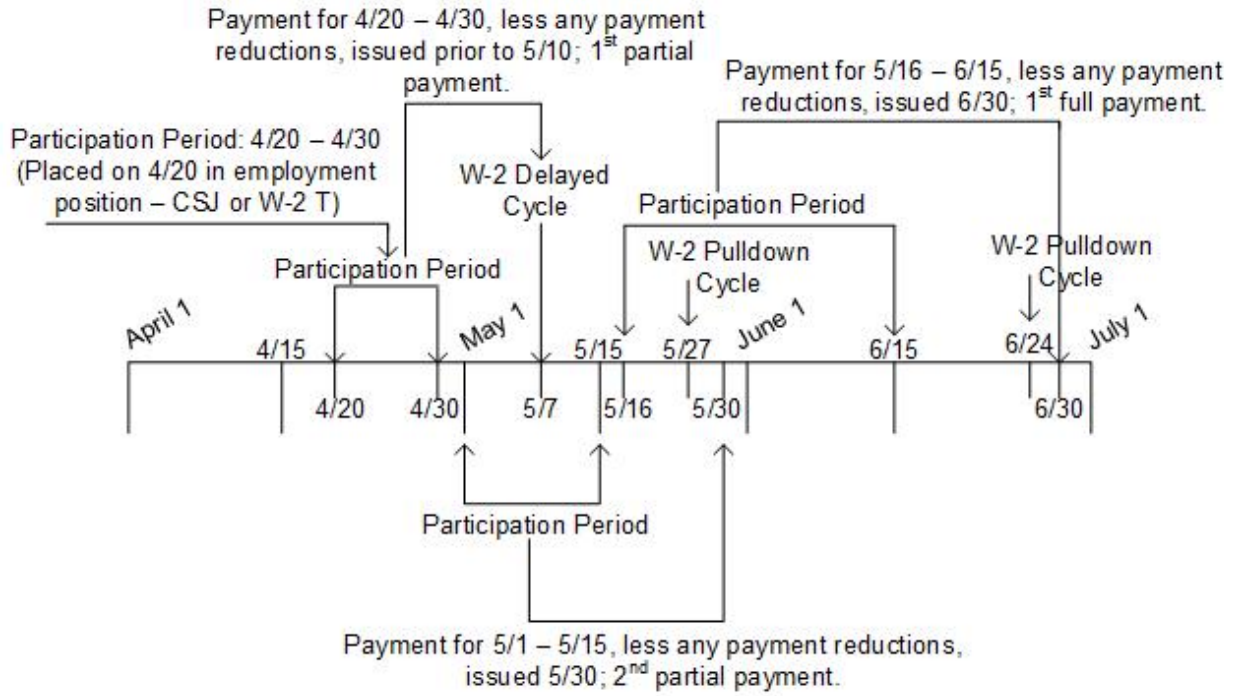 Payment for 4/20 – 4/30, less any payment
reductions, issued prior to 5/10; 1st partial
payment.
Payment for 5/16 – 6/15, less any payment
reductions, issued 6/30; 1st full payment.
Participation Period: 4/20 – 4/30
(Placed on 4/20 in employment
position – CSJ or W-2 T)
W-2 Delayed
Cycle
Participation Period
W-2 Pulldown
Cycle
W-2 Pulldown
Cycle
Participation Period
April 1
4/15
May 1
5/15
5/27
June 1
6/15
6/24
July 1
4/20
4/30
5/7
5/16
5/30
6/30
Participation Period
Payment for 5/1 – 5/15, less any payment reductions,
issued 5/30; 2nd partial payment.